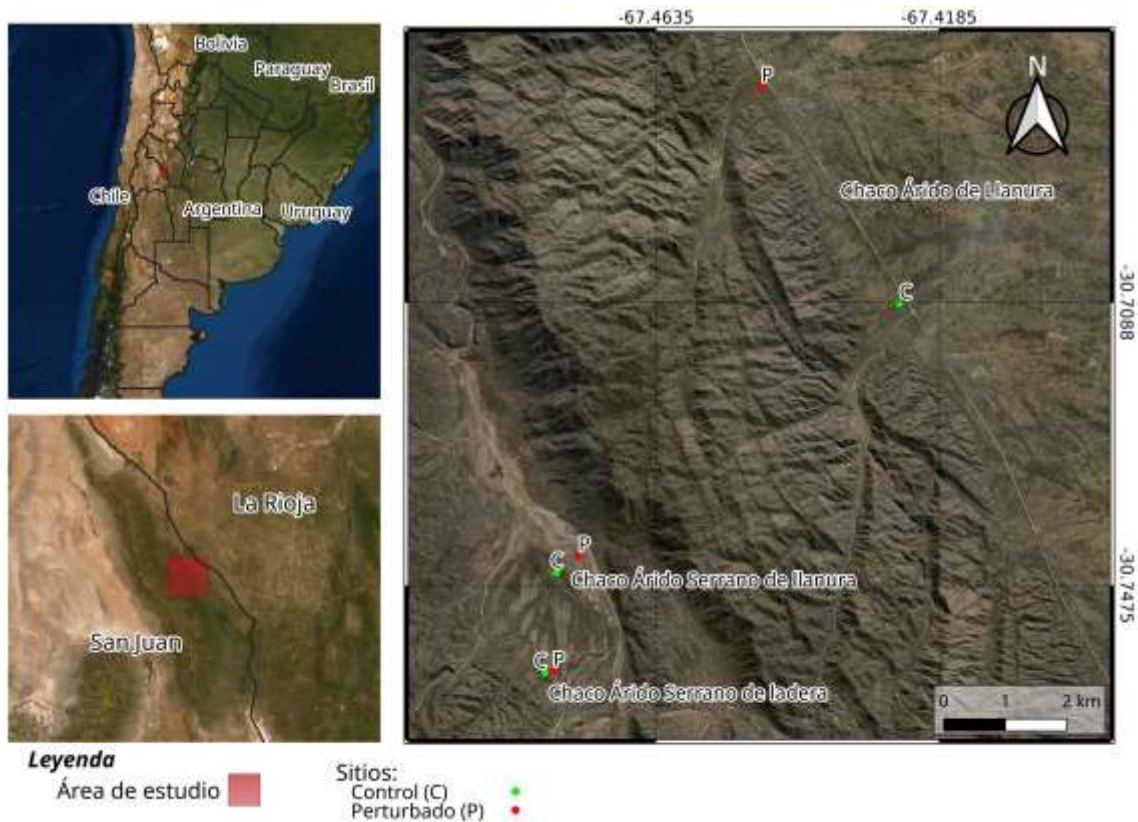 Bolivia
Paraguay
Brasil
Chile
Argentina
Uruguay
La Rioja
San Juan
Leyenda
Área de estudio
Sitios:
Control (C)
Perturbado (P)
-67.4635
-67.4185
N
P
Chaco Árido de Llanura
C
-30.7088
P
C
Chaco Árido Serrano de llanura
-30.7475
C P
Chaco Árido Serrano de ladera
0 1 2 km